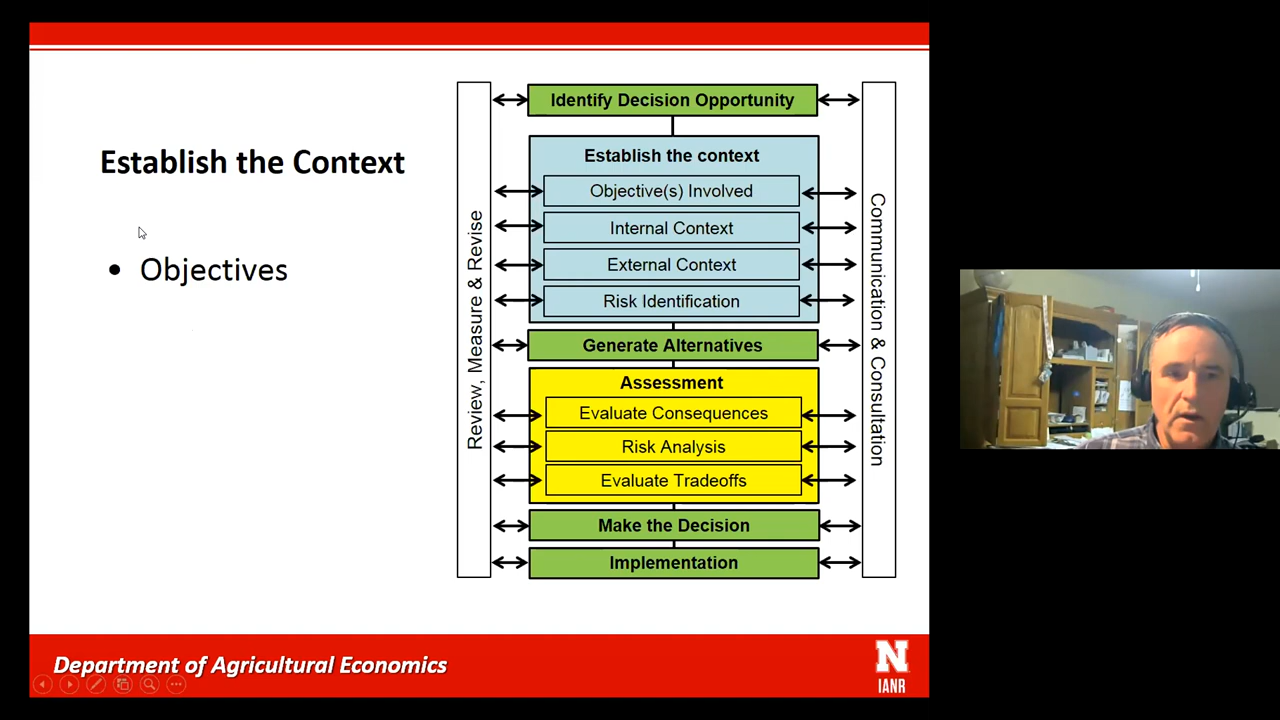 Establish the Context
• Objectives
Review, Measure & Revise
Identify Decision Opportunity
Establish the context
Objective(s) Involved
Internal Context
External Context
Risk Identification
Generate Alternatives
Assessment
Evaluate Consequences
Risk Analysis
Evaluate Tradeoffs
Make the Decision
Implementation
Communication & Consultation
Department of Agricultural Economics
N
IANR